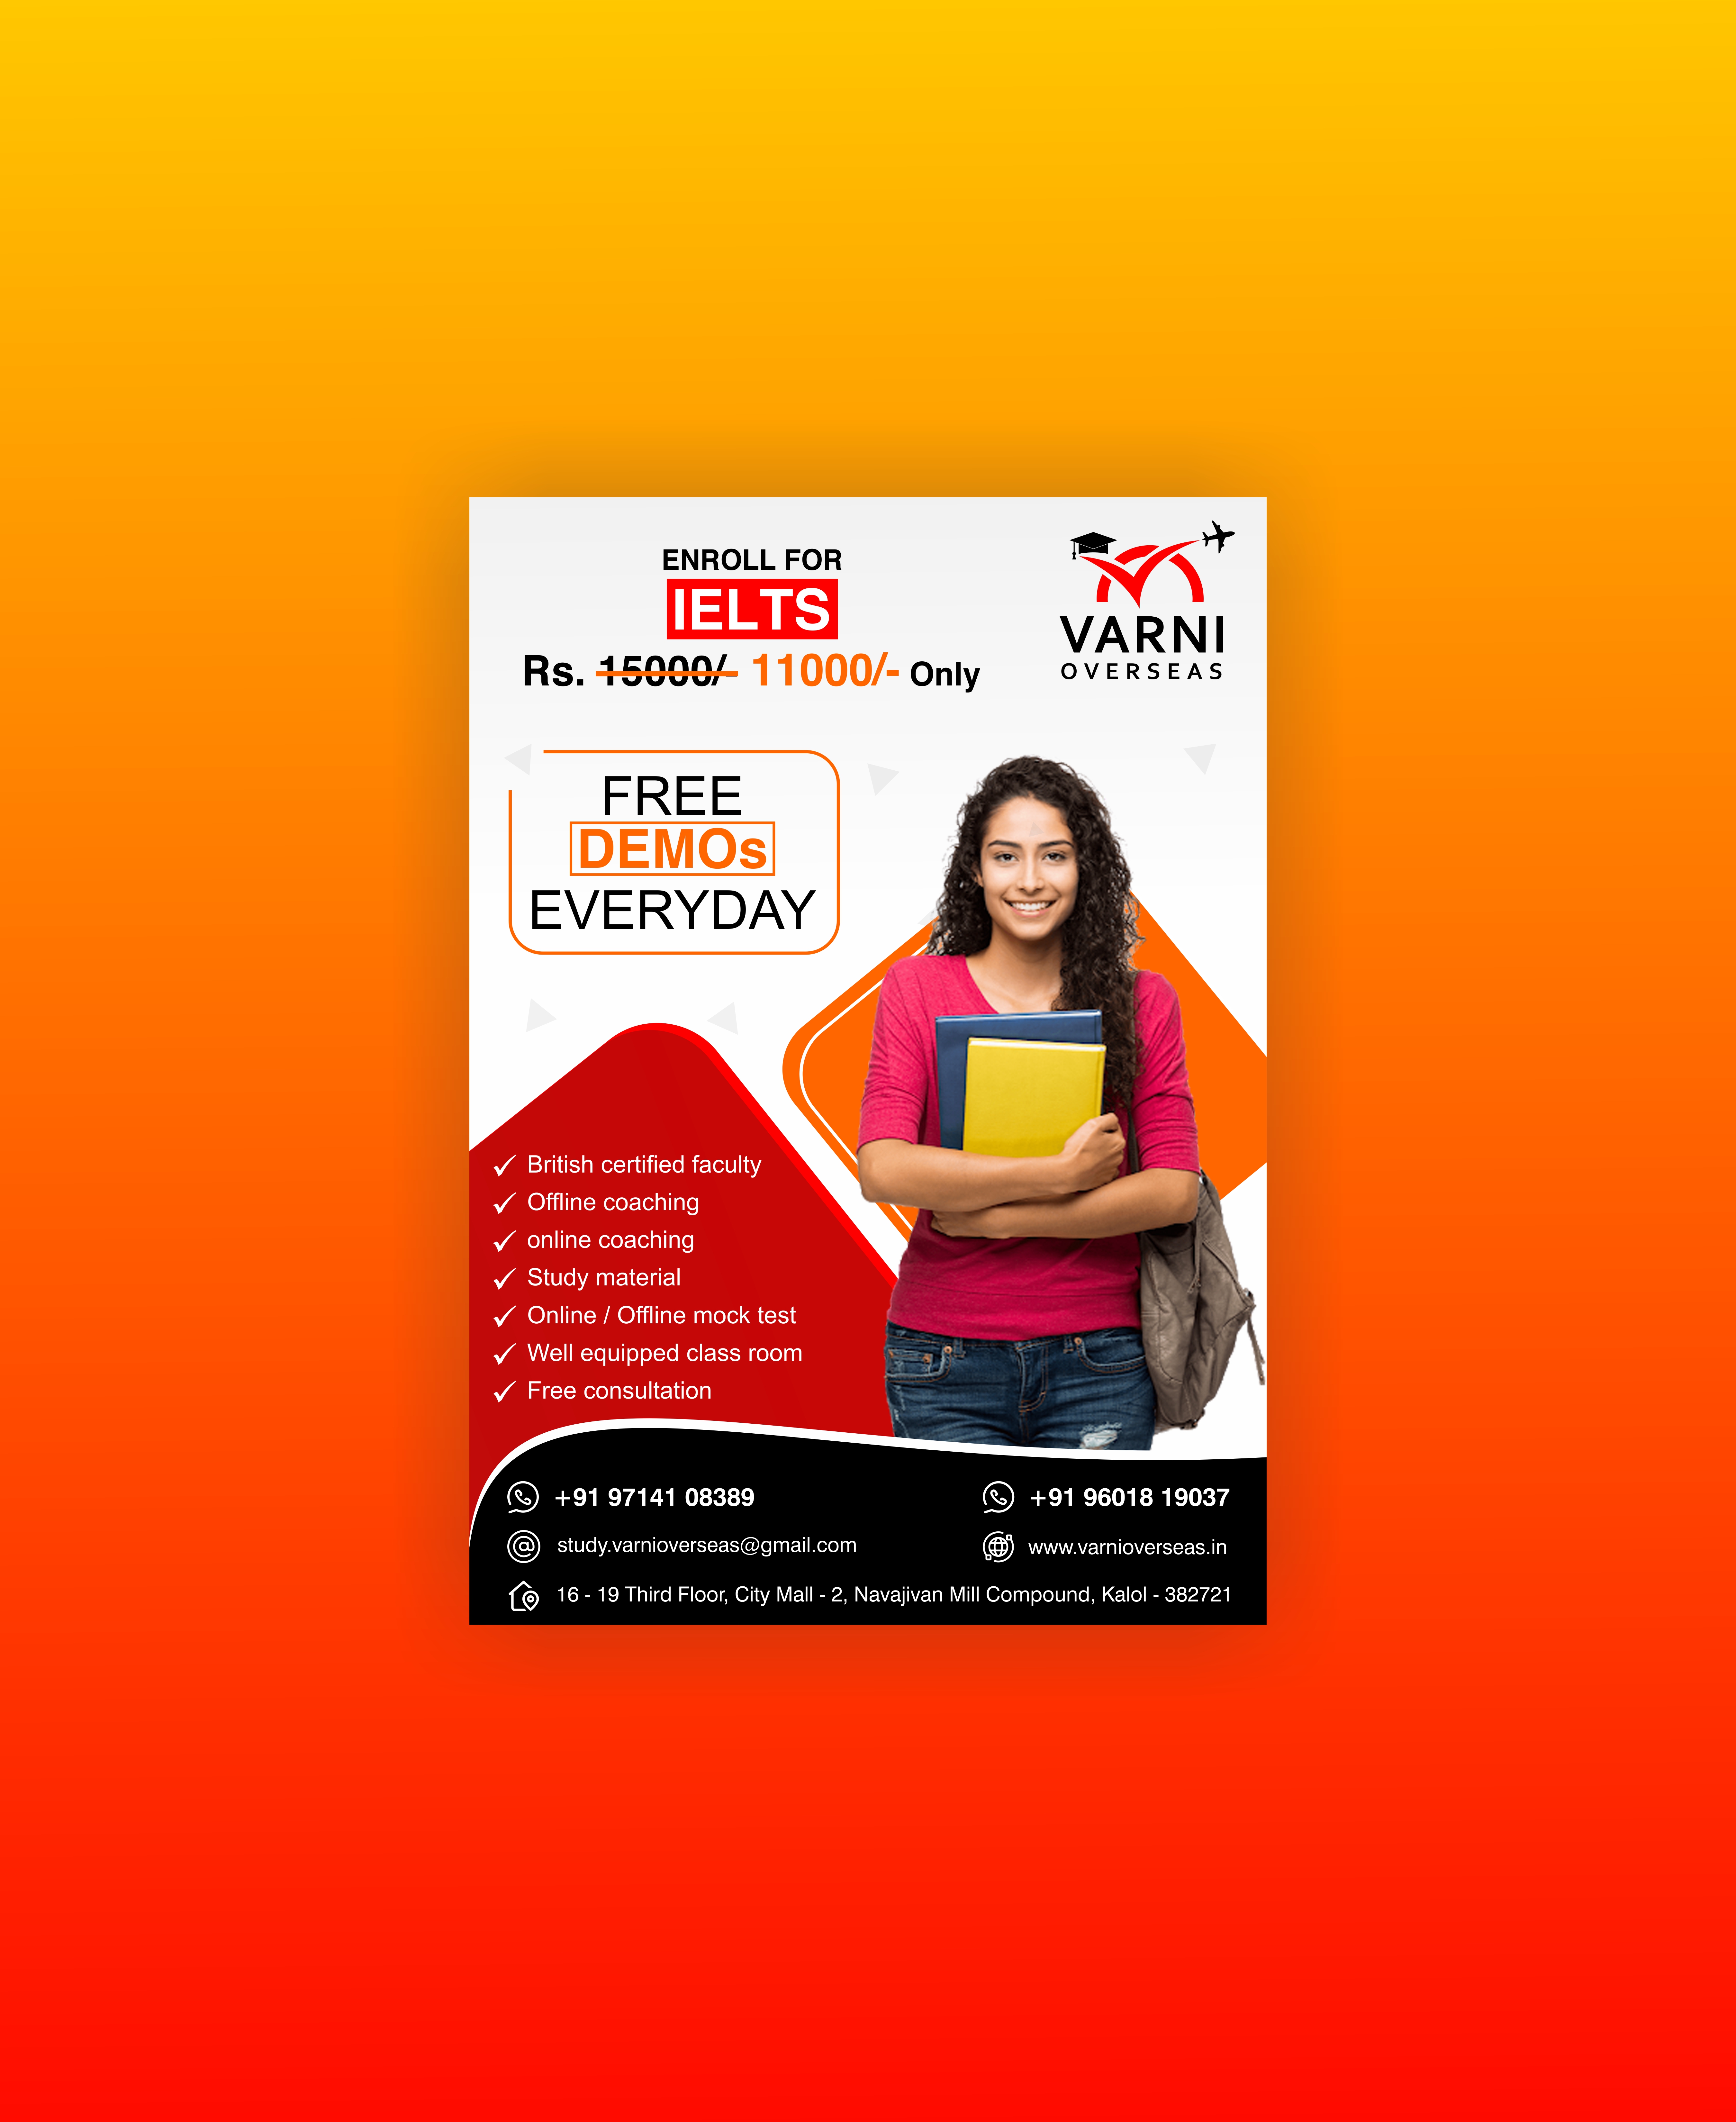 ENROLL FOR
IELTS
Rs. 15000/- 11000/- Only
VARNI
OVERSEAS
FREE
DEMOs
EVERYDAY
British certified faculty
Offline coaching
online coaching
Study material
Online / Offline mock test
Well equipped class room
Free consultation
+91 97141 08389
+91 96018 19037
study.varnioverseas@gmail.com
www.varnioverseas.in
16 - 19 Third Floor, City Mall - 2, Navajivan Mill Compound, Kalol - 382721